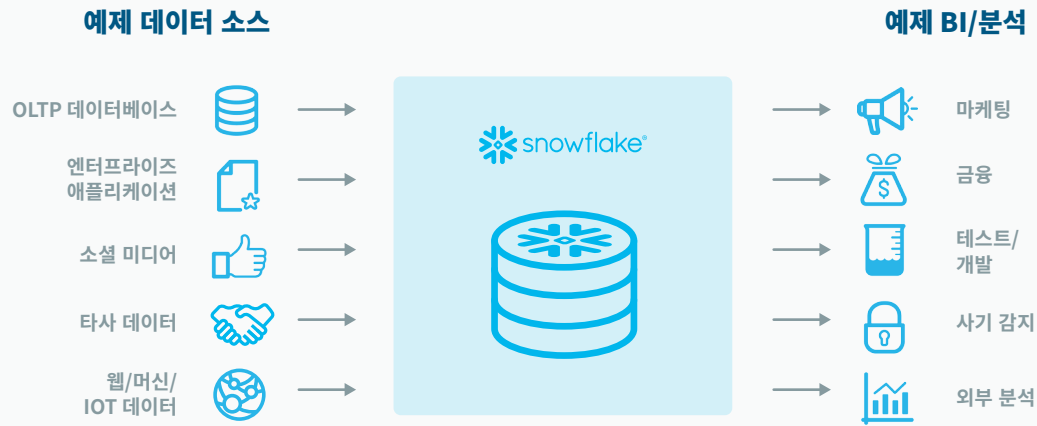 예제 데이터 소스
예제 BI/분석
OLTP 데이터베이스
엔터프라이즈
애플리케이션
소셜 미디어
타사 데이터
웹/머신/
IOT 데이터
snowflake®
$
마케팅
금융
테스트/
개발
사기 감지
외부 분석